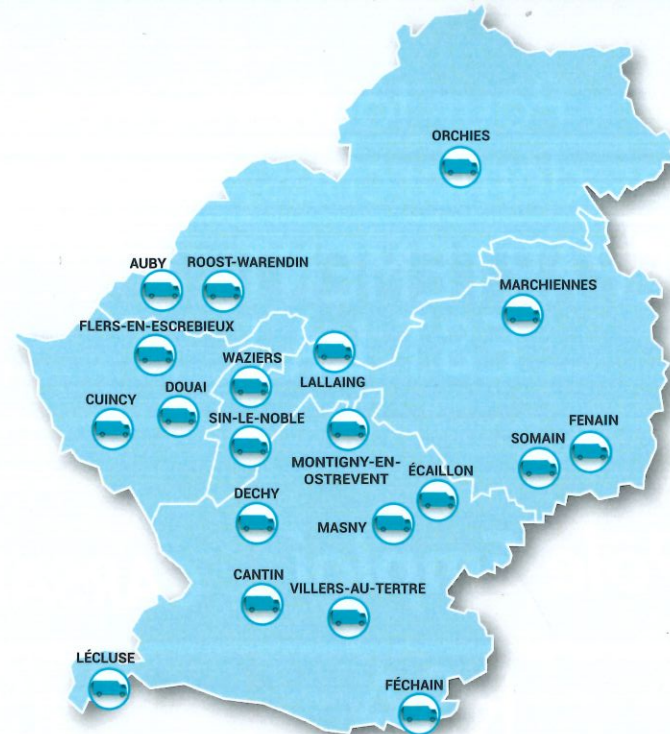 ORCHIES
AUBY
ROOST-WARENDIN
MARCHIENNES
FLERS-EN-ESCREBIEUX
WAZIERS
LALLAING
DOUAI
CUINCY
SIN-LE-NOBLE
FENAIN
SOMAIN
MONTIGNY-EN-
OSTREVENT
ÉCAILLON
DECHY
MASNY
CANTIN
VILLERS-AU-TERTRE
LÉCLUSE
FÉCHAIN